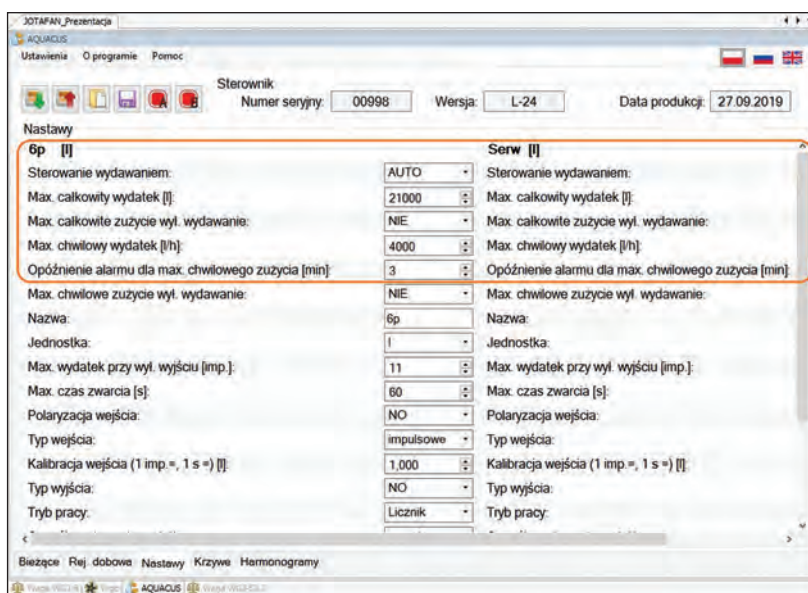 JOTAFAN_Prezentacja
AQUACUS
Ustawienia O programie Pomoc
Sterownik
Numer seryjny: 00998 Wersja: L-24 Data produkcji: 27.09.2019
A B
Nastawy
6p [l] Serw [l]
Sterowanie wydawaniem: AUTO Sterowanie wydawaniem:
Max. całkowity wydatek [l]: 21000 Max. całkowity wydatek [l]:
Max. całkowite zużycie wył. wydawanie: NIE Max. całkowite zużycie wył. wydawanie:
Max. chwilowy wydatek [l/h]: 4000 Max. chwilowy wydatek [l/h]:
Opóźnienie alarmu dla max. chwilowego zużycia [min]: 3 Opóźnienie alarmu dla max. chwilowego zużycia [min]:
Max. chwilowe zużycie wył. wydawanie: NIE Max. chwilowe zużycie wył. wydawanie:
Nazwa: 6p Nazwa:
Jednostka: l Jednostka:
Max. wydatek przy wył. wyjściu [imp.]: 11 Max. wydatek przy wył. wyjściu [imp.]:
Max. czas zwarcia [s]: 60 Max. czas zwarcia [s]:
Polaryzacja wejścia: NO Polaryzacja wejścia:
Typ wejścia: impulsowe Typ wejścia:
Kalibracja wejścia (1 imp.=, 1 s =) [l]: 1,000 Kalibracja wejścia (1 imp.=, 1 s =) [l]:
Typ wyjścia: NO Typ wyjścia:
Tryb pracy: Licznik Tryb pracy:
Bieżące Rej. dobowa Nastawy Krzywe Harmonogramy
AQUACUS